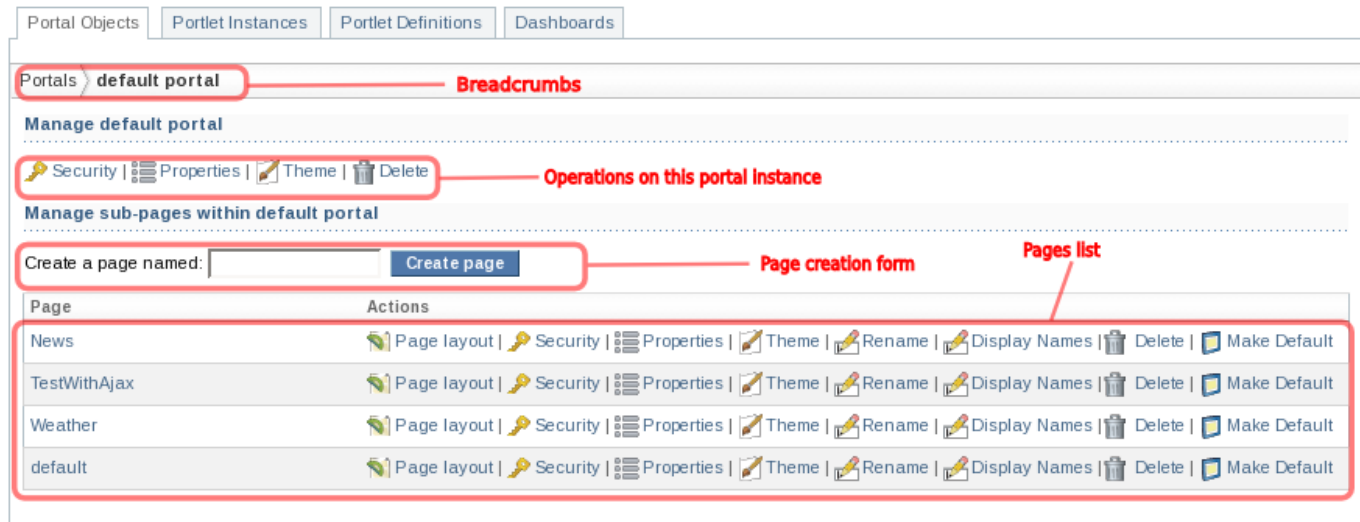 Portal Objects Portlet Instances Portlet Definitions Dashboards
Portals default portal Breadcrumbs
Manage default portal
Security | Properties | Theme | Delete Operations on this portal instance
Manage sub-pages within default portal
Pages list
Create a page named: Create page Page creation form
Page Actions
News Page layout | Security | Properties | Theme | Rename | Display Names | Delete | Make Default
TestWithAjax Page layout | Security | Properties | Theme | Rename | Display Names | Delete | Make Default
Weather Page layout | Security | Properties | Theme | Rename | Display Names | Delete | Make Default
default Page layout | Security | Properties | Theme | Rename | Display Names | Delete | Make Default